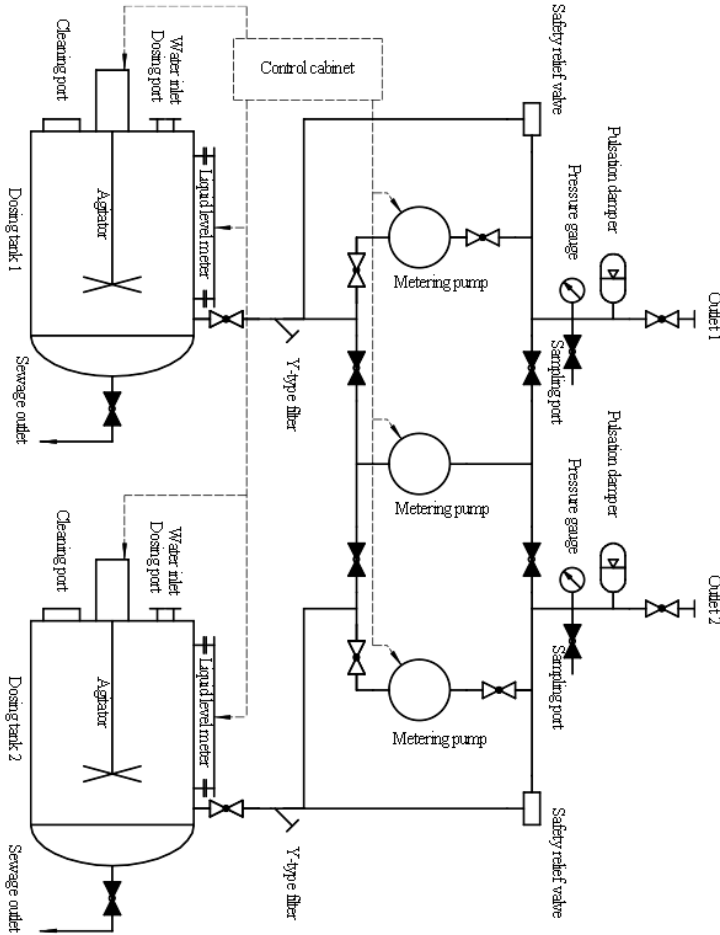 Control cabinet
Safety relief valve
Water inlet
Dosing port
Cleaning port
Agitator
Liquid level meter
Dosing tank 1
Sewage outlet
Y-type filter
Metering pump
Pressure gauge
Pulsation damper
Sampling port
Outlet 1
Metering pump
Pressure gauge
Pulsation damper
Sampling port
Outlet 2
Water inlet
Dosing port
Cleaning port
Agitator
Liquid level meter
Dosing tank 2
Sewage outlet
Y-type filter
Metering pump
Safety relief valve